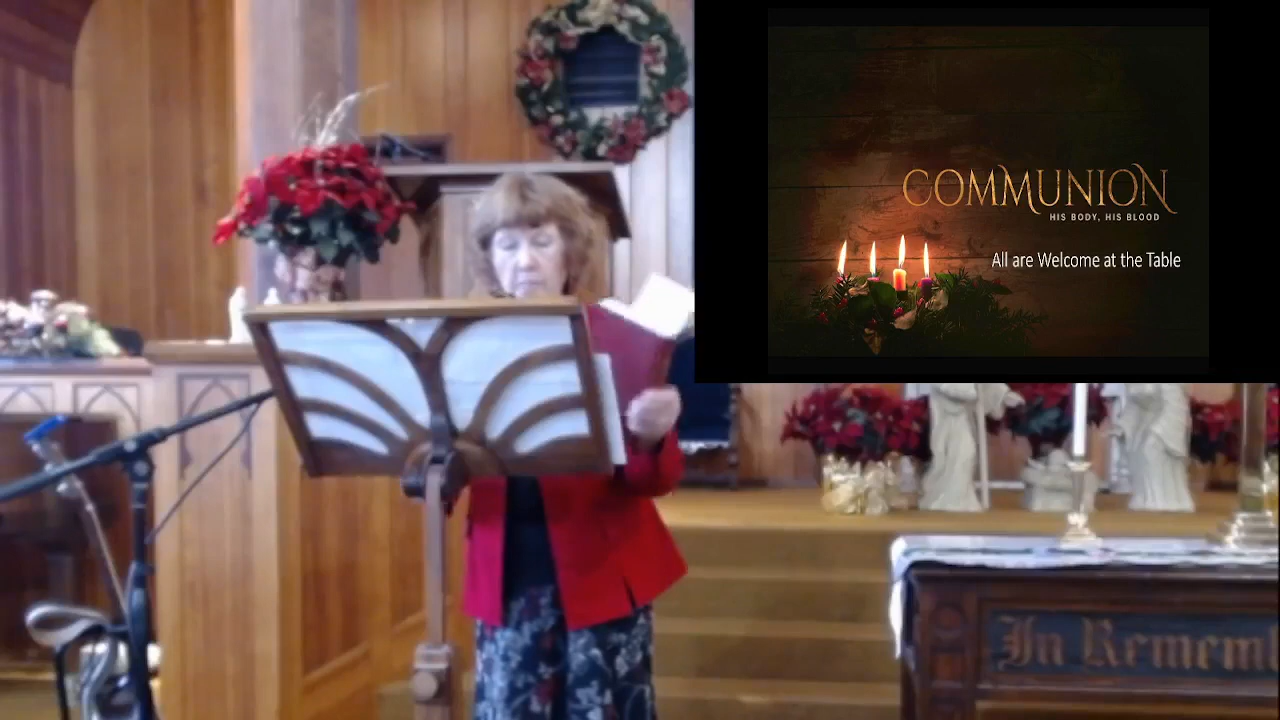 COMMUNION
HIS BODY, HIS BLOOD
All are Welcome at the Table
In Rememb